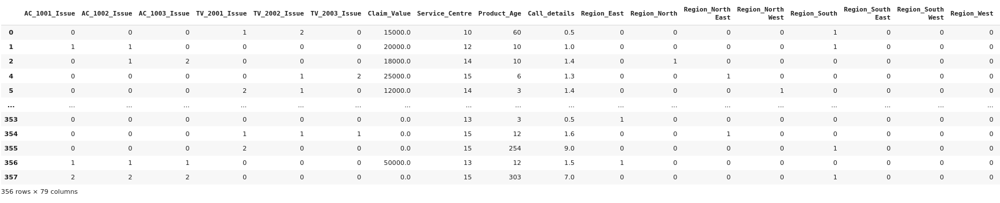 AC_1001_Issue AC_1002_Issue AC_1003_Issue TV_2001_Issue TV_2002_Issue TV_2003_Issue Claim_Value Service_Centre Product_Age Call_details Region_East Region_North Region_North East Region_North West Region_South Region_South East Region_South West Region_West
0 0 0 0 1 2 0 15000.0 10 60 0.5 0 0 0 0 1 0 0 0
1 1 1 0 0 0 0 20000.0 12 10 1.0 0 0 0 0 1 0 0 0
2 0 1 2 0 0 0 18000.0 14 10 1.4 0 1 0 0 0 0 0 0
4 0 0 0 0 1 2 25000.0 15 6 1.3 0 0 1 0 0 0 0 0
5 0 0 0 2 1 0 12000.0 14 3 1.4 0 0 0 1 0 0 0 0
... ... ... ... ... ... ... ... ... ... ... ... ... ... ... ... ... ... ...
353 0 0 0 0 0 0 0.0 13 3 0.5 1 0 0 0 0 0 0 0
354 0 0 0 1 1 1 0.0 15 12 1.6 0 0 1 0 0 0 0 0
355 0 0 0 2 0 0 0.0 15 254 9.0 0 0 0 0 1 0 0 0
356 1 1 1 0 0 0 50000.0 13 12 1.5 1 0 0 0 0 0 0 0
357 2 2 2 0 0 0 0.0 15 303 7.0 0 0 0 0 1 0 0 0
356 rows × 79 columns